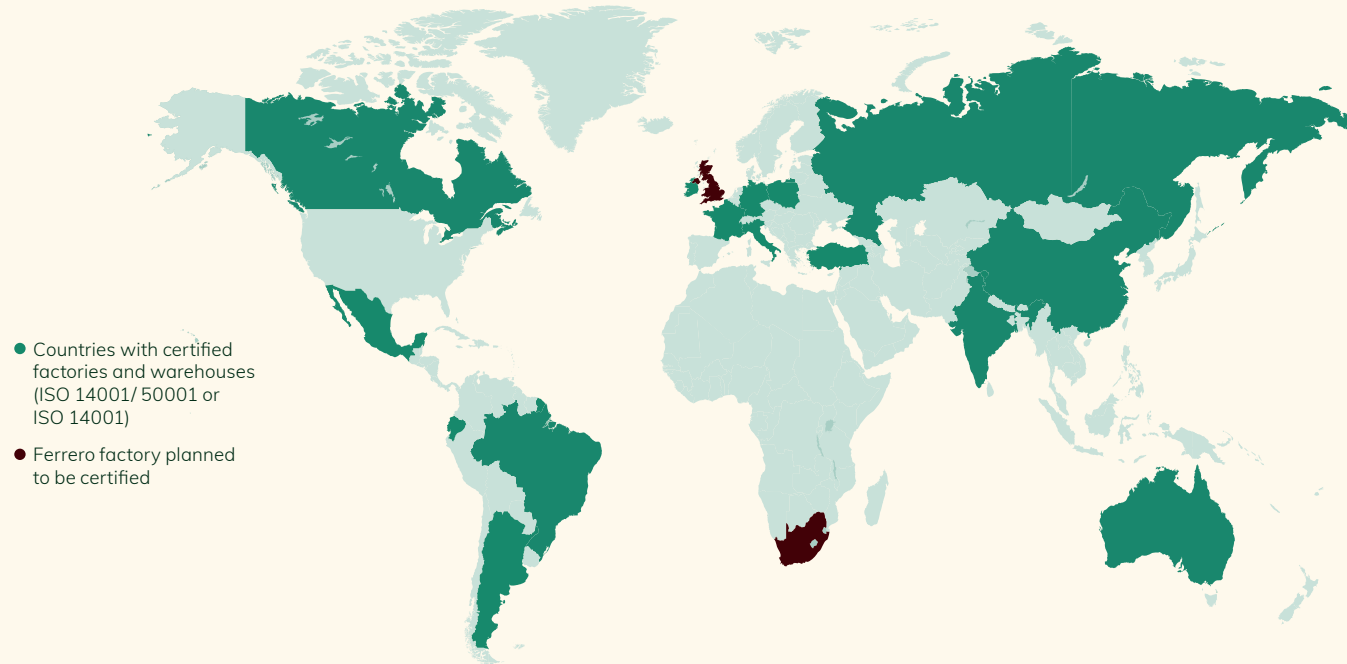 Countries with certified
factories and warehouses
(ISO 14001/ 50001 or
ISO 14001)
Ferrero factory planned
to be certified